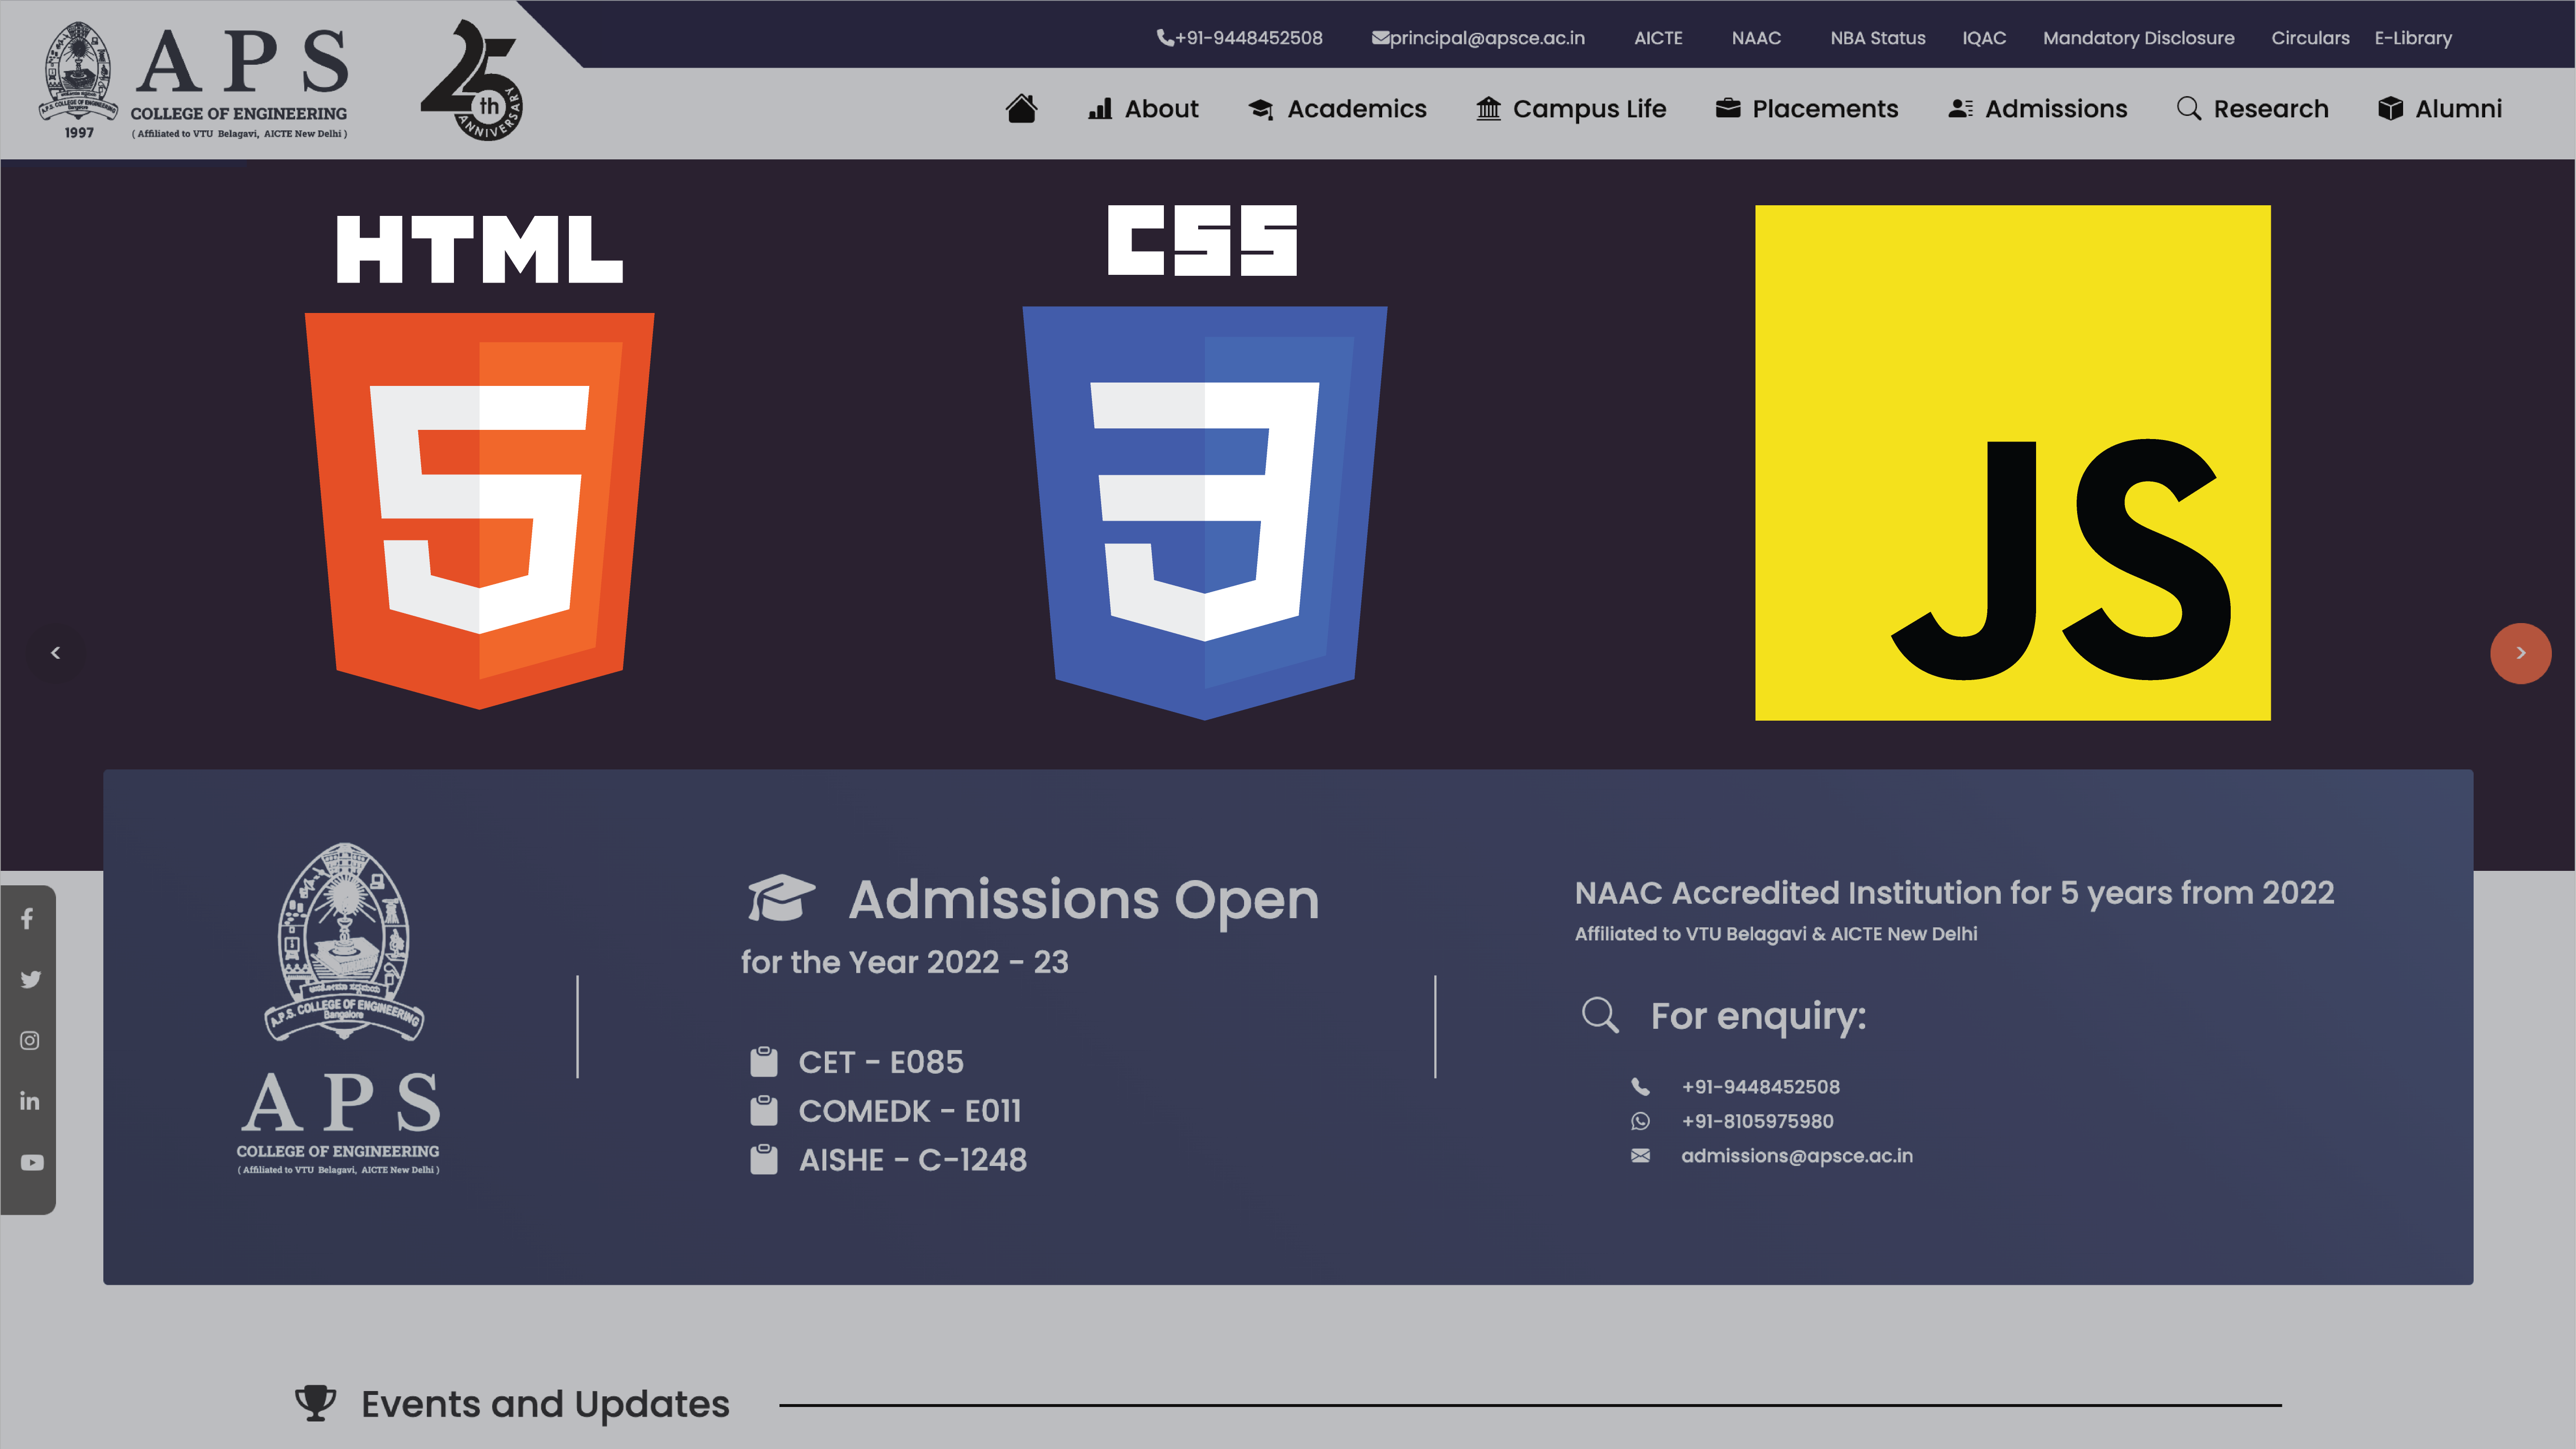 A P S
COLLEGE OF ENGINEERING
( Affiliated to VTU Belagavi, AICTE New Delhi )
A.P.S. COLLEGE OF ENGINEERING
Bangalore
1997
25th
ANNIVERSARY
+91-9448452508 principal@apsce.ac.in AICTE NAAC NBA Status IQAC Mandatory Disclosure Circulars E-Library
About Academics Campus Life Placements Admissions Research Alumni
HTML
5
CSS
3
JS
<
>
A.P.S. COLLEGE OF ENGINEERING
Bangalore
A P S
COLLEGE OF ENGINEERING
( Affiliated to VTU Belagavi, AICTE New Delhi )
Admissions Open
for the Year 2022 - 23
CET - E085
COMEDK - E011
AISHE - C-1248
NAAC Accredited Institution for 5 years from 2022
Affiliated to VTU Belagavi & AICTE New Delhi
For enquiry:
+91-9448452508
+91-8105975980
admissions@apsce.ac.in
Events and Updates